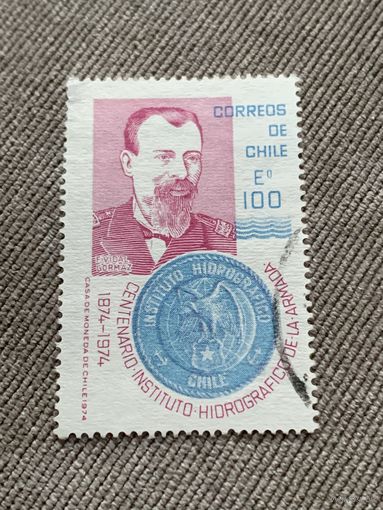 CORREOS
DE
CHILE
Eº
100
F. VIDAL
GORMAZ
1874-1974
CENTENARIO · INSTITUTO · HIDROGRAFICO · DE · LA · ARMADA
INSTITUTO HIDROGRAFICO
CHILE
CASA DE MONEDA DE CHILE 1974